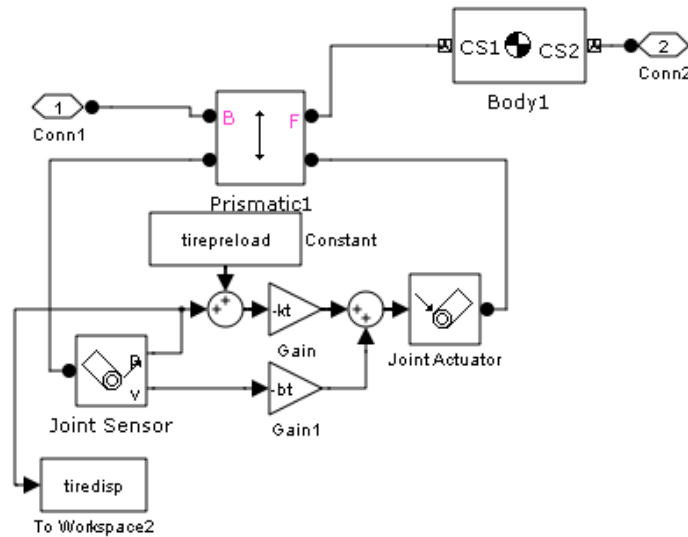 CS1 CS2
2
Conn2
Body1
1
Conn1
B F
Prismatic1
tirepreload
Constant
-kt
Gain
Joint Actuator
p
v
-bt
Gain1
Joint Sensor
tiredisp
To Workspace2